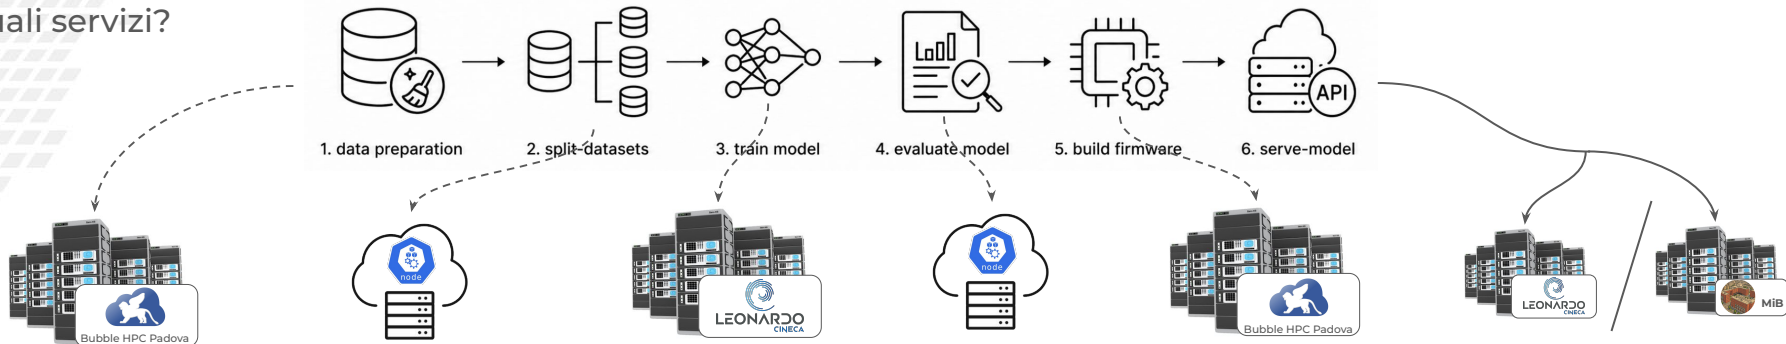 uali servizi?
API
1. data preparation
2. split-datasets
3. train model
4. evaluate model
5. build firmware
6. serve-model
node
node
Bubble HPC Padova
LEONARDO
CINECA
Bubble HPC Padova
LEONARDO
CINECA
MiB